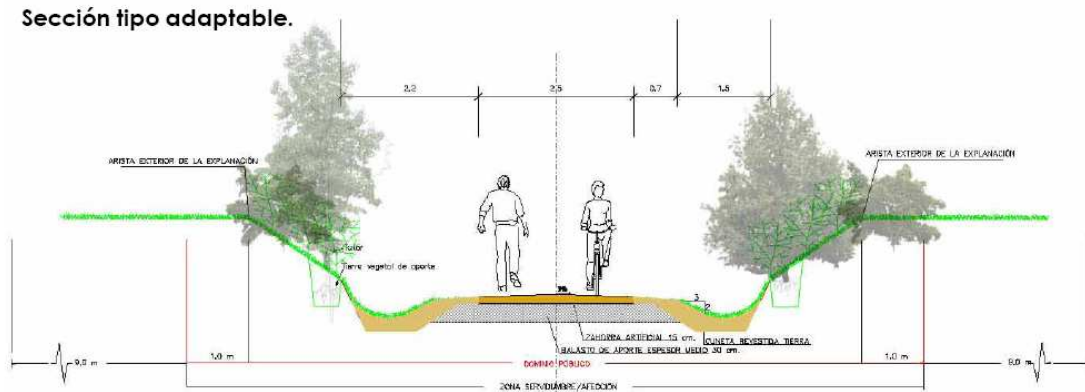 Sección tipo adaptable.
2.2 2.5 0.7 1.5
ARISTA EXTERIOR DE LA EXPLANACIÓN
ARISTA EXTERIOR DE LA EXPLANACIÓN
Tutor
Tierra vegetal de aporte
3
2
ZAHORRA ARTIFICIAL 15 cm.
CUNETA REVESTIDA TIERRA
BALASTO DE APORTE ESPESOR MEDIO 30 cm.
9.0 m 1.0 m DOMINIO PÚBLICO 1.0 m 9.0 m
ZONA SERVIDUMBRE/AFECCIÓN